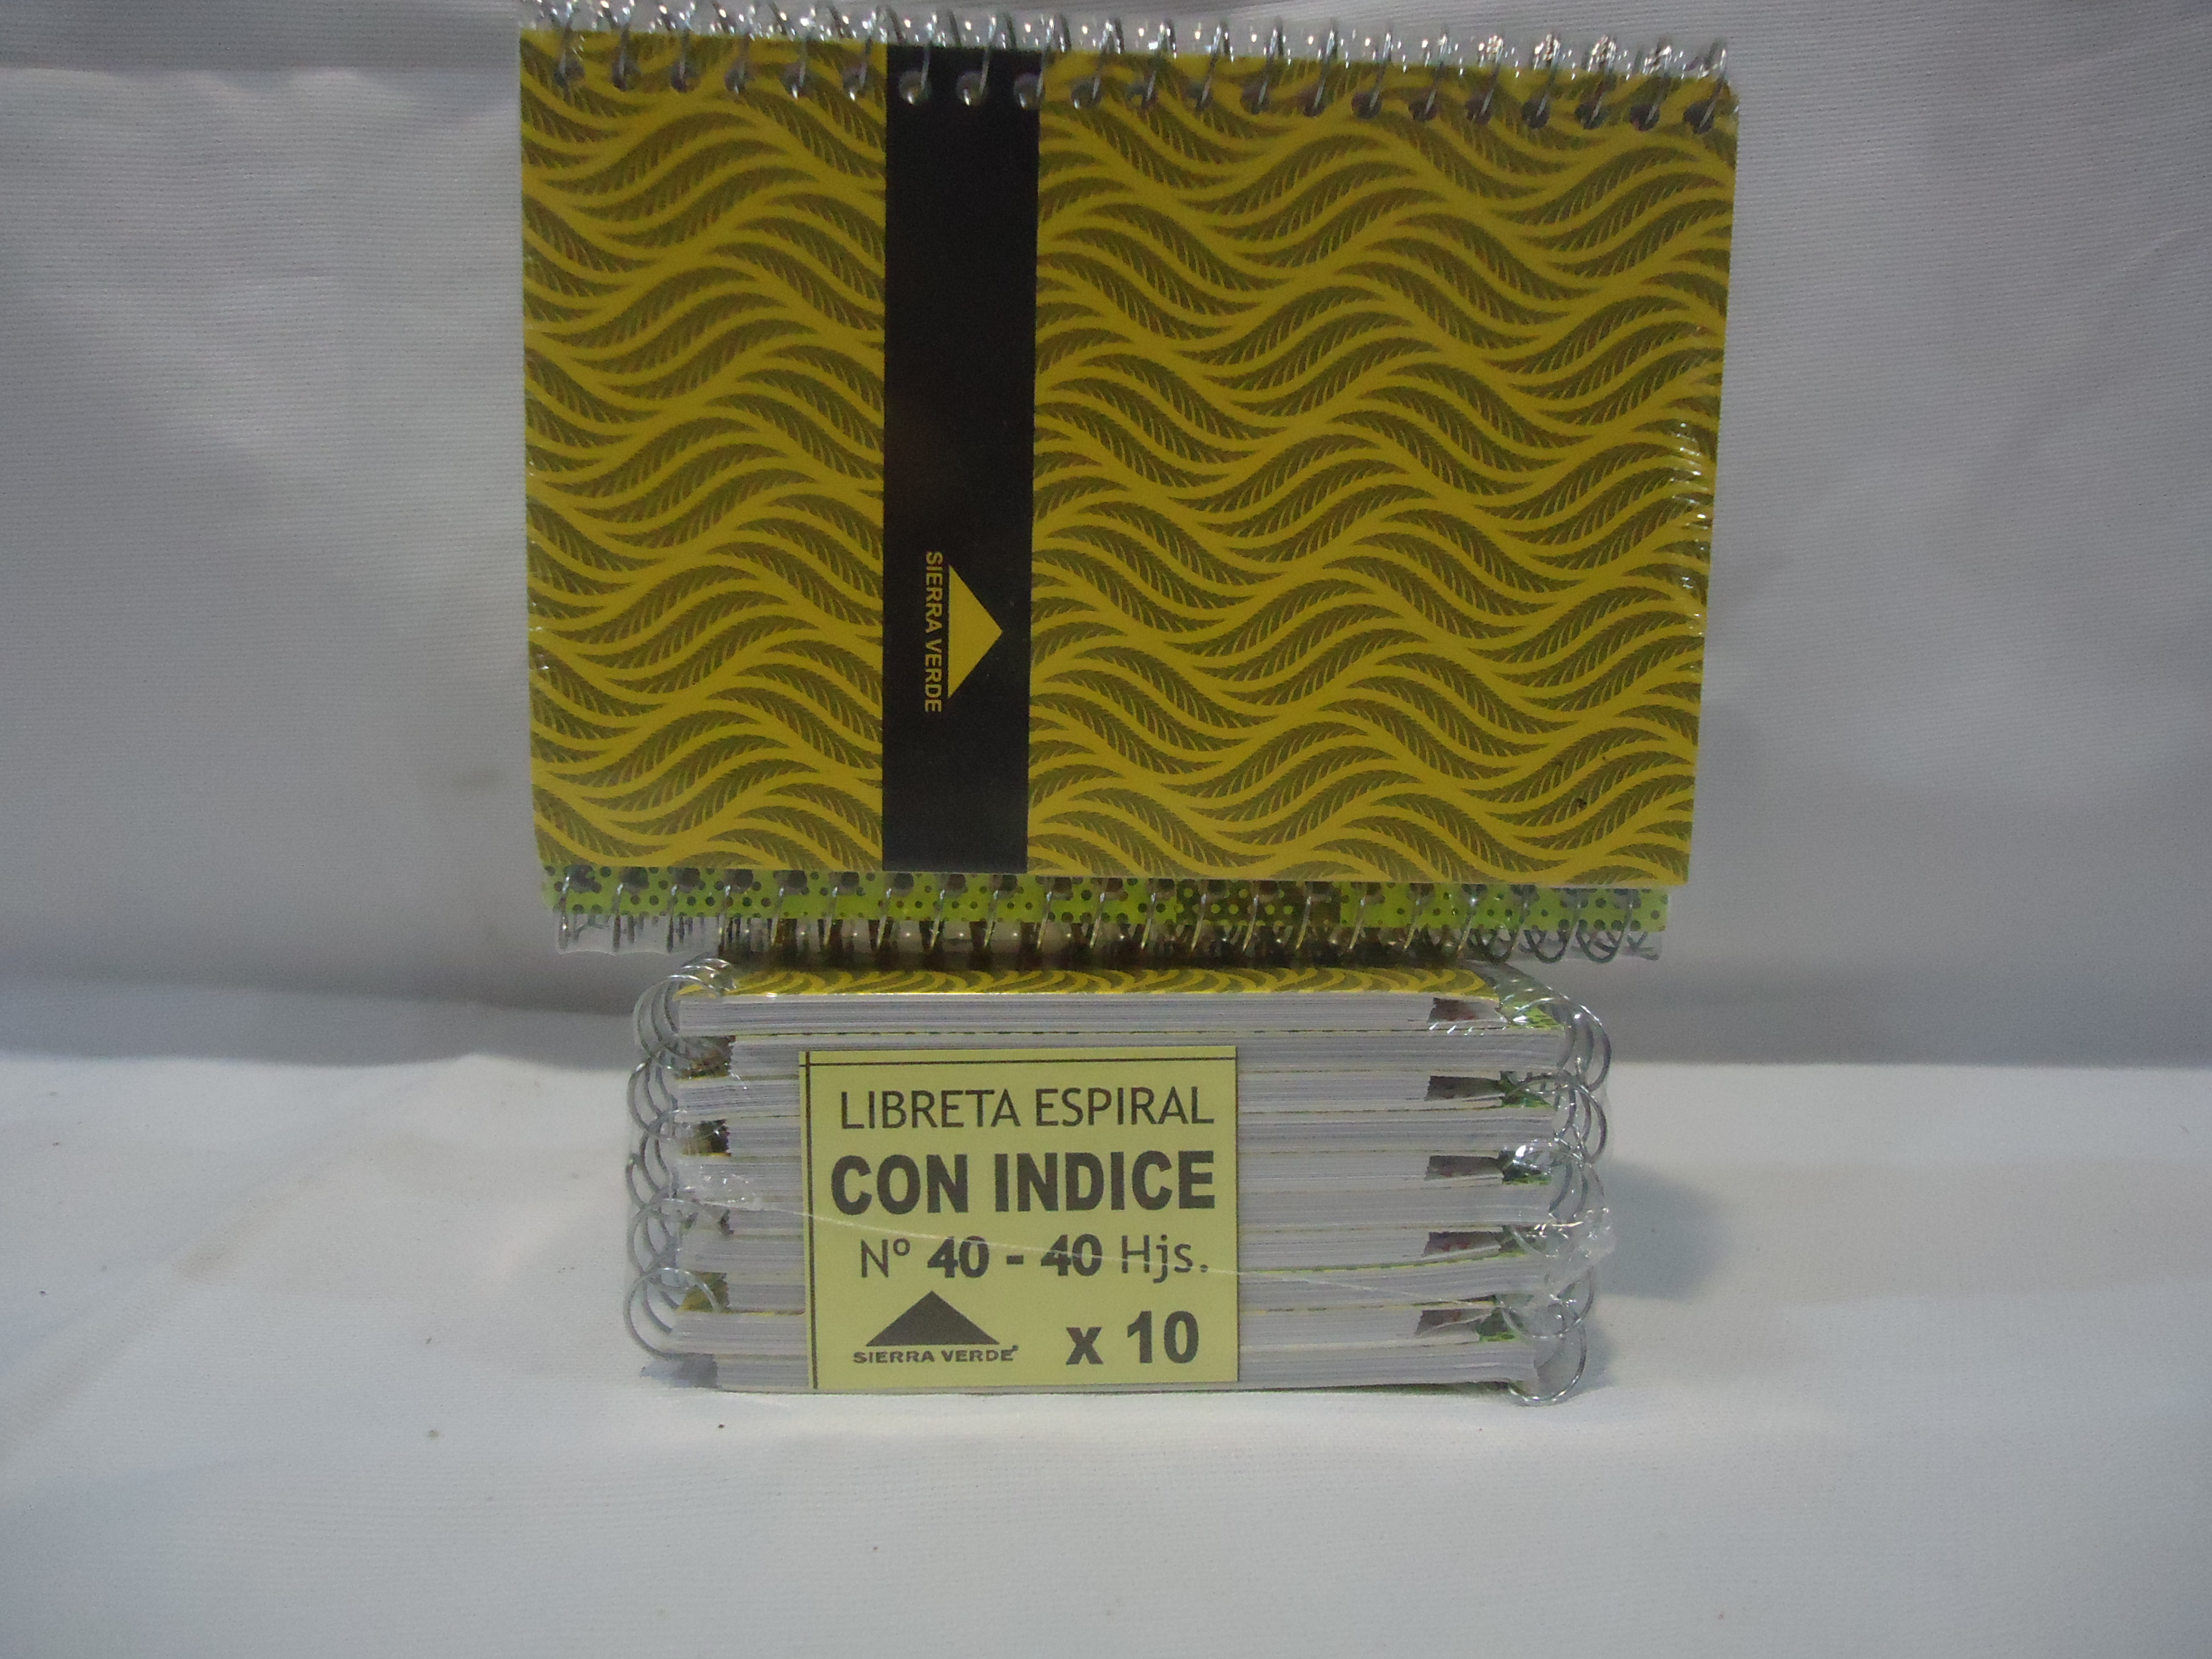 SIERRA VERDE
LIBRETA ESPIRAL
CON INDICE
Nº 40 - 40 Hjs.
SIERRA VERDE® x 10